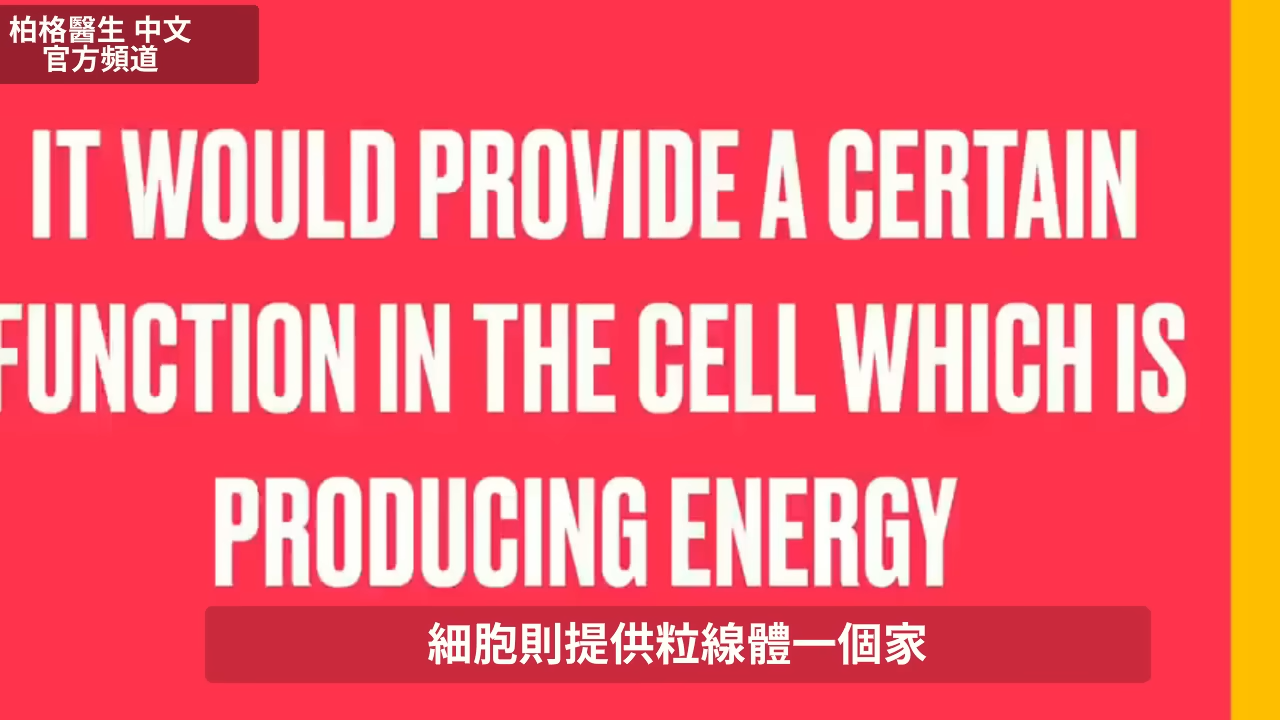 柏格醫生 中文
官方頻道
IT WOULD PROVIDE A CERTAIN
FUNCTION IN THE CELL WHICH IS
PRODUCING ENERGY
細胞則提供粒線體一個家